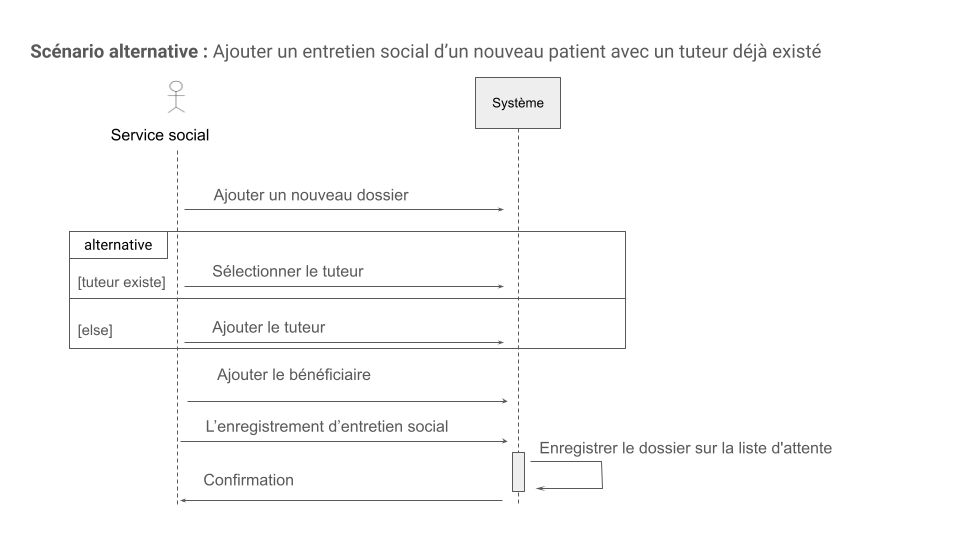 Scénario alternative : Ajouter un entretien social d’un nouveau patient avec un tuteur déjà existé
Système
Service social
Ajouter un nouveau dossier
alternative
Sélectionner le tuteur
[tuteur existe]
Ajouter le tuteur
[else]
Ajouter le bénéficiaire
L’enregistrement d’entretien social
Enregistrer le dossier sur la liste d'attente
Confirmation